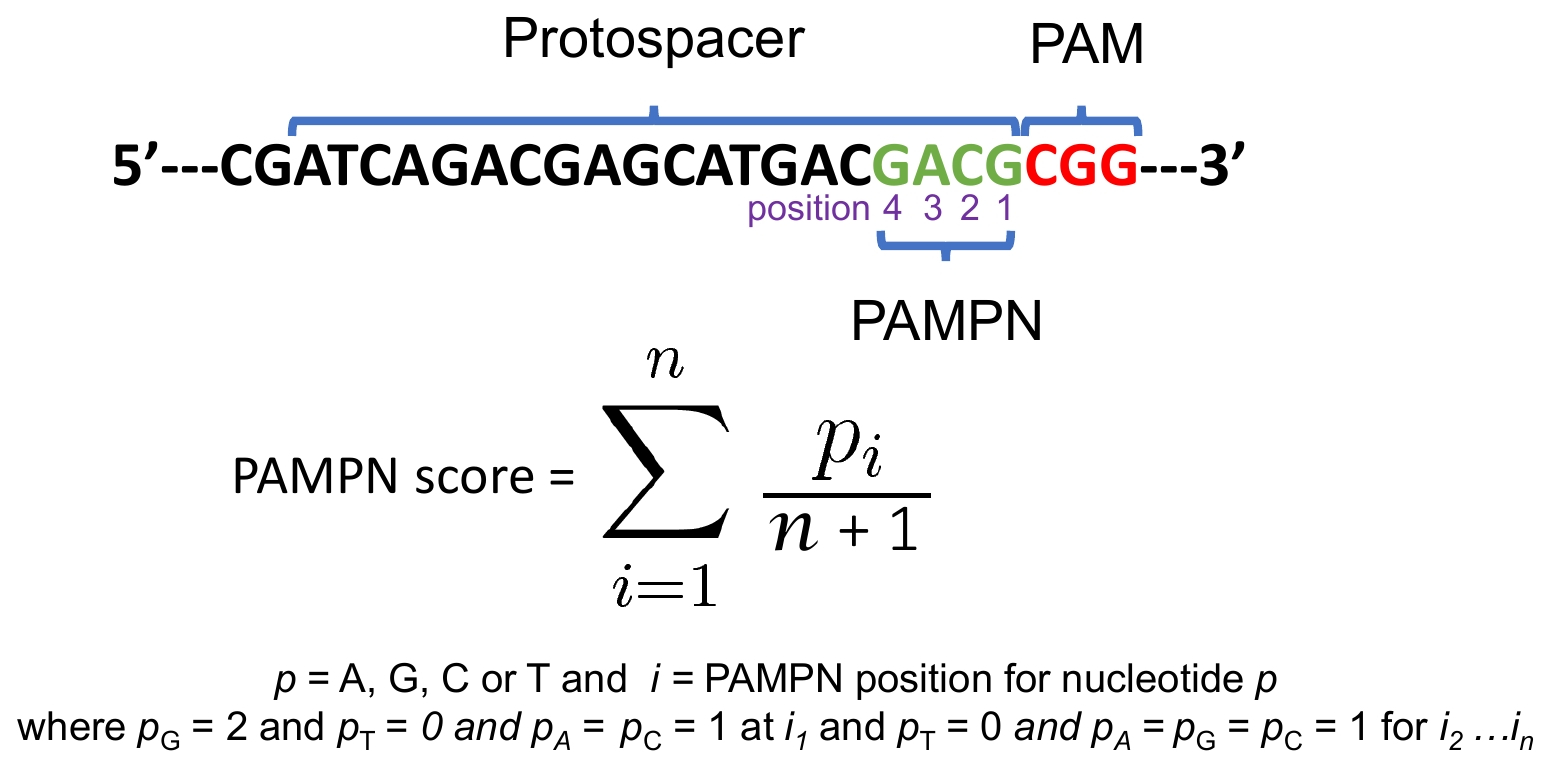 Protospacer PAM
5’---CGATCAGACGAGCATGACGACGCGG---3’
position 4 3 2 1
PAMPN
PAMPN score = \sum_{i=1}^{n} \frac{p_i}{n + 1}
p = A, G, C or T and i = PAMPN position for nucleotide p
where p_G = 2 and p_T = 0 and p_A = p_C = 1 at i_1 and p_T = 0 and p_A = p_G = p_C = 1 for i_2 …i_n